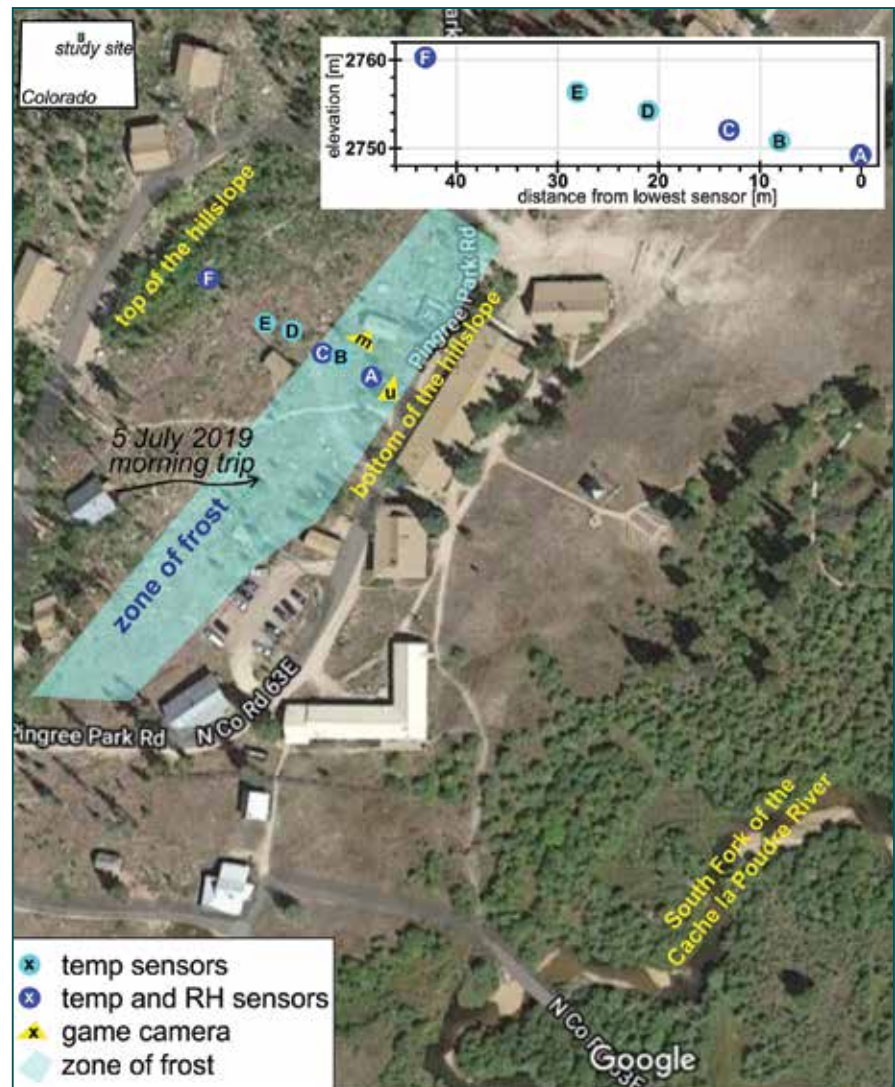 study site
Colorado
Park
elevation [m]
2760
2750
F
E
D
C
B
A
40
30
20
10
0
distance from lowest sensor [m]
top of the hillslope
F
E
D
C
B
m
A
u
Pingree Park Rd
bottom of the hillslope
5 July 2019
morning trip
zone of frost
N Co Rd 63E
Pingree Park Rd
South Fork of the
Cache la Poudre River
N Co Rd 63E
Google
x temp sensors
x temp and RH sensors
x game camera
zone of frost